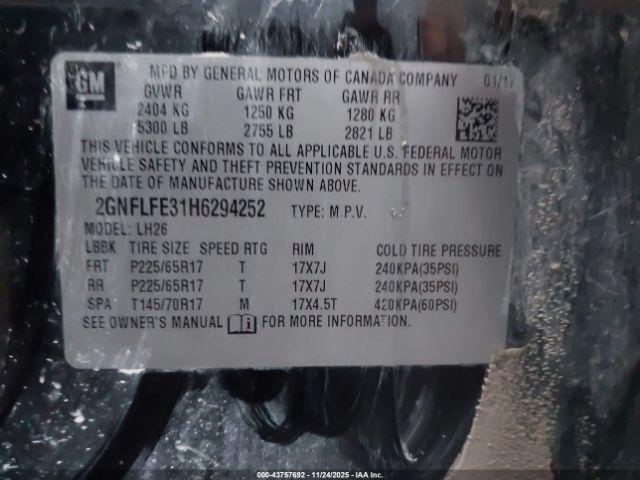 GM
MFD BY GENERAL MOTORS OF CANADA COMPANY 01/17
GVWR GAWR FRT GAWR RR
2404 KG 1250 KG 1280 KG
5300 LB 2755 LB 2821 LB
THIS VEHICLE CONFORMS TO ALL APPLICABLE U.S. FEDERAL MOTOR
VEHICLE SAFETY AND THEFT PREVENTION STANDARDS IN EFFECT ON
THE DATE OF MANUFACTURE SHOWN ABOVE.
2GNFLFE31H6294252 TYPE: M.P.V.
MODEL: LH26
LBBK TIRE SIZE SPEED RTG RIM COLD TIRE PRESSURE
FRT P225/65R17 T 17X7J 240KPA(35PSI)
RR P225/65R17 T 17X7J 240KPA(35PSI)
SPA T145/70R17 M 17X4.5T 420KPA(60PSI)
SEE OWNER'S MANUAL FOR MORE INFORMATION.
000-43757692 - 11/24/2025 - IAA Inc.